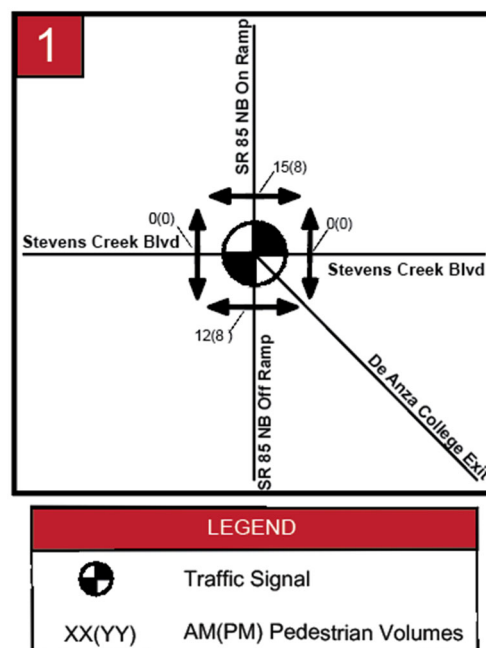 1
SR 85 NB On Ramp
15(8)
0(0)
0(0)
Stevens Creek Blvd
Stevens Creek Blvd
12(8 )
SR 85 NB Off Ramp
De Anza College Exit
LEGEND
Traffic Signal
XX(YY) AM(PM) Pedestrian Volumes